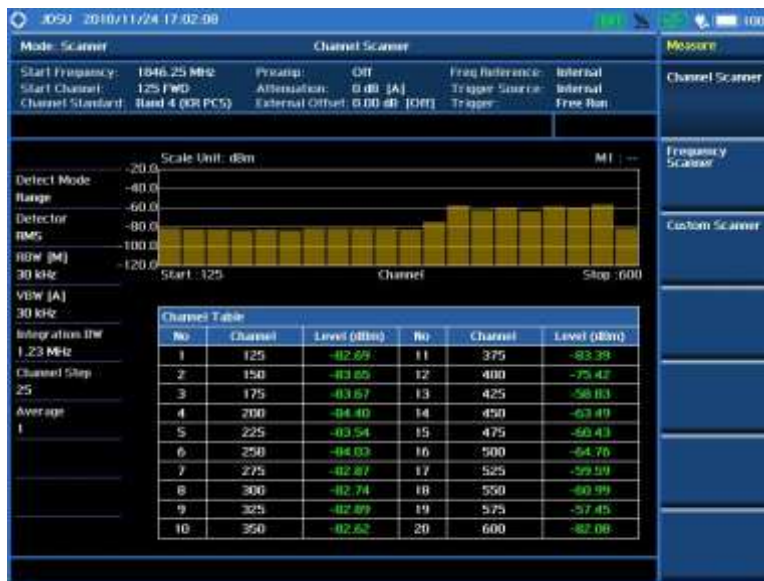 JDSU 2010/11/24 17:02:08
100
Mode: Scanner
Channel Scanner
Measure
Start Frequency: 1846.25 MHz
Preamp: Off
Freq Reference: Internal
Start Channel: 125 FWD
Attenuation: 0 dB [A]
Trigger Source: Internal
Channel Standard: Band 4 (KR PCS)
External Offset: 0.00 dB [Off]
Trigger: Free Run
Channel Scanner
Frequency Scanner
Custom Scanner
Detect Mode
Range
Detector
RMS
RBW [M]
30 kHz
VBW [A]
30 kHz
Integration BW
1.23 MHz
Channel Step
25
Average
1
Scale Unit: dBm
M1 : --
-20.0
-40.0
-60.0
-80.0
-100.0
-120.0
Start :125
Channel
Stop :600
Channel Table
No Channel Level (dBm) No Channel Level (dBm)
1 125 -82.69 11 375 -83.39
2 150 -83.65 12 400 -75.42
3 175 -83.67 13 425 -58.83
4 200 -84.40 14 450 -63.49
5 225 -83.54 15 475 -60.43
6 250 -84.03 16 500 -64.76
7 275 -82.87 17 525 -59.59
8 300 -82.74 18 550 -60.99
9 325 -82.89 19 575 -57.45
10 350 -82.62 20 600 -82.08